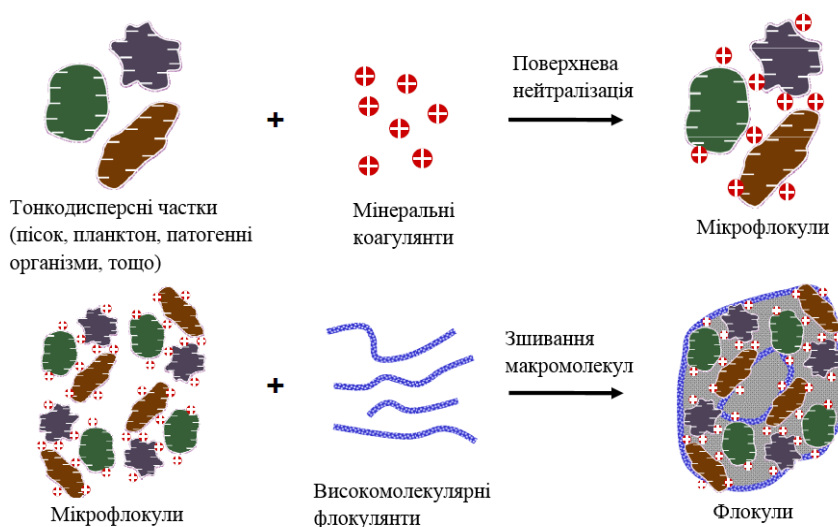 Поверхнева
нейтралізація
+
Тонкодисперсні частки
(пісок, планктон, патогенні
організми, тощо)
Мінеральні
коагулянти
Мікрофлокули
Зшивання
макромолекул
+
Мікрофлокули
Високомолекулярні
флокулянти
Флокули